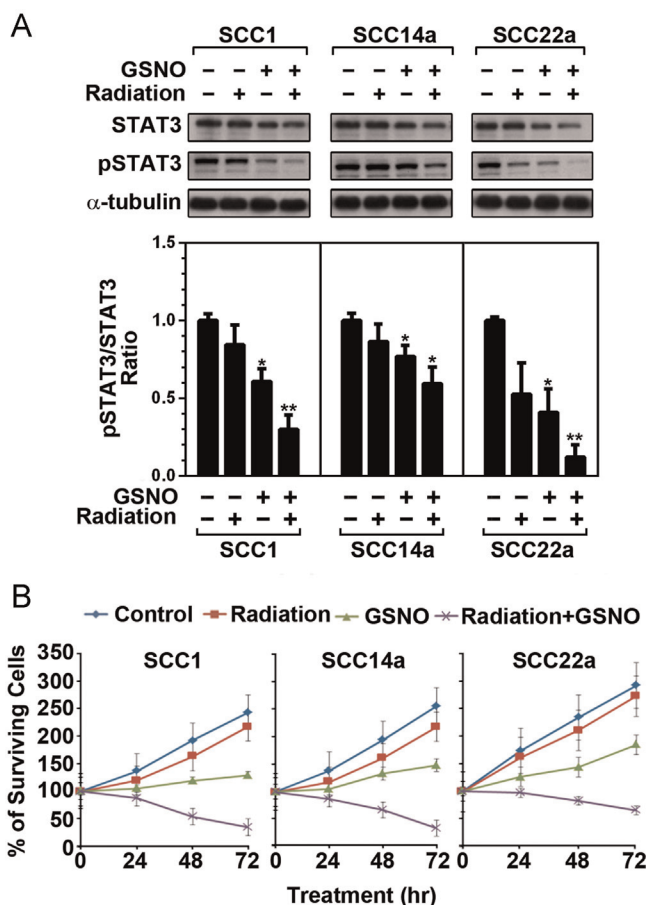 A
SCC1 SCC14a SCC22a
GSNO − − + + − − + + − − + +
Radiation − + − + − + − + − + − +
STAT3
pSTAT3
α-tubulin
1.5
1.0
0.5
0.0
pSTAT3/STAT3
Ratio
* ** * * * **
GSNO − − + + − − + + − − + +
Radiation − + − + − + − + − + − +
SCC1 SCC14a SCC22a
B
Control Radiation GSNO Radiation+GSNO
SCC1 SCC14a SCC22a
% of Surviving Cells
350
300
250
200
150
100
50
0
0 24 48 72 0 24 48 72 0 24 48 72
Treatment (hr)